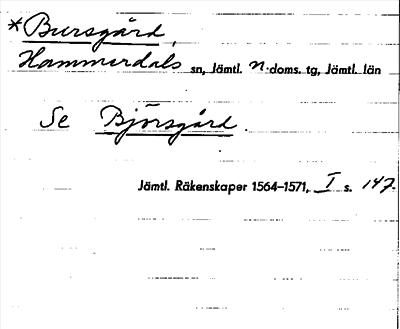 *Bursgård,
Hammerdals sn, Jämtl. n. doms. tg, Jämtl. län
Se Björsgård.
Jämtl. Räkenskaper 1564–1571, I s. 147.